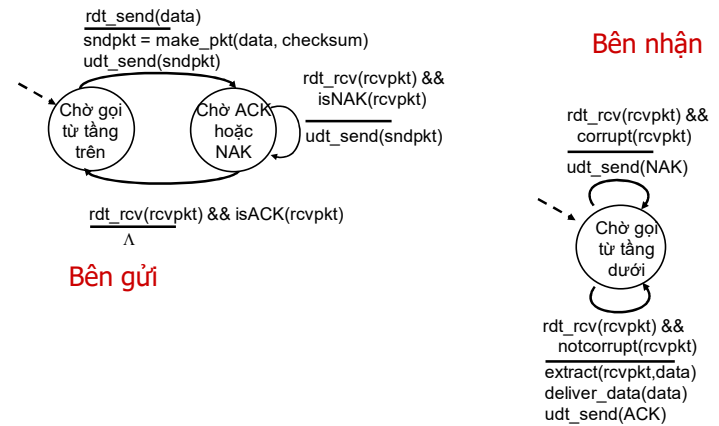 rdt_send(data)
sndpkt = make_pkt(data, checksum)
udt_send(sndpkt)
Chờ gọi
từ tầng
trên
Chờ ACK
hoặc
NAK
rdt_rcv(rcvpkt) &&
isNAK(rcvpkt)
udt_send(sndpkt)
rdt_rcv(rcvpkt) && isACK(rcvpkt)
Λ
Bên gửi
Bên nhận
rdt_rcv(rcvpkt) &&
corrupt(rcvpkt)
udt_send(NAK)
Chờ gọi
từ tầng
dưới
rdt_rcv(rcvpkt) &&
notcorrupt(rcvpkt)
extract(rcvpkt,data)
deliver_data(data)
udt_send(ACK)